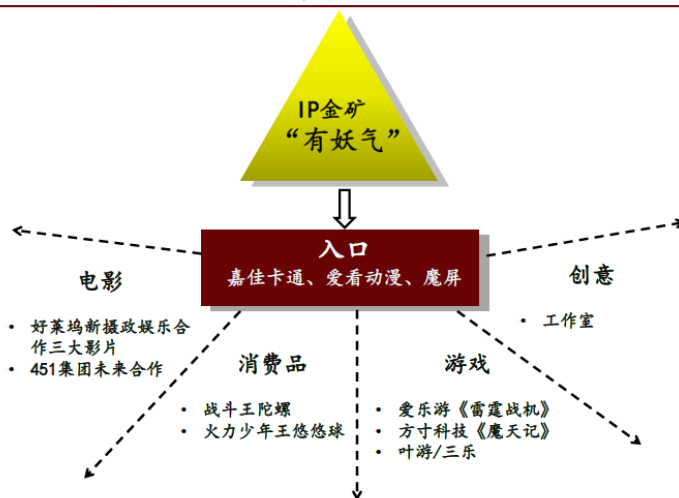 IP金矿
“有妖气”
入口
嘉佳卡通、爱看动漫、魔屏
电影
• 好莱坞新摄政娱乐合
作三大影片
• 451集团未来合作
消费品
• 战斗王陀螺
• 火力少年王悠悠球
游戏
• 爱乐游《雷霆战机》
• 方寸科技《魔天记》
• 叶游/三乐
创意
• 工作室